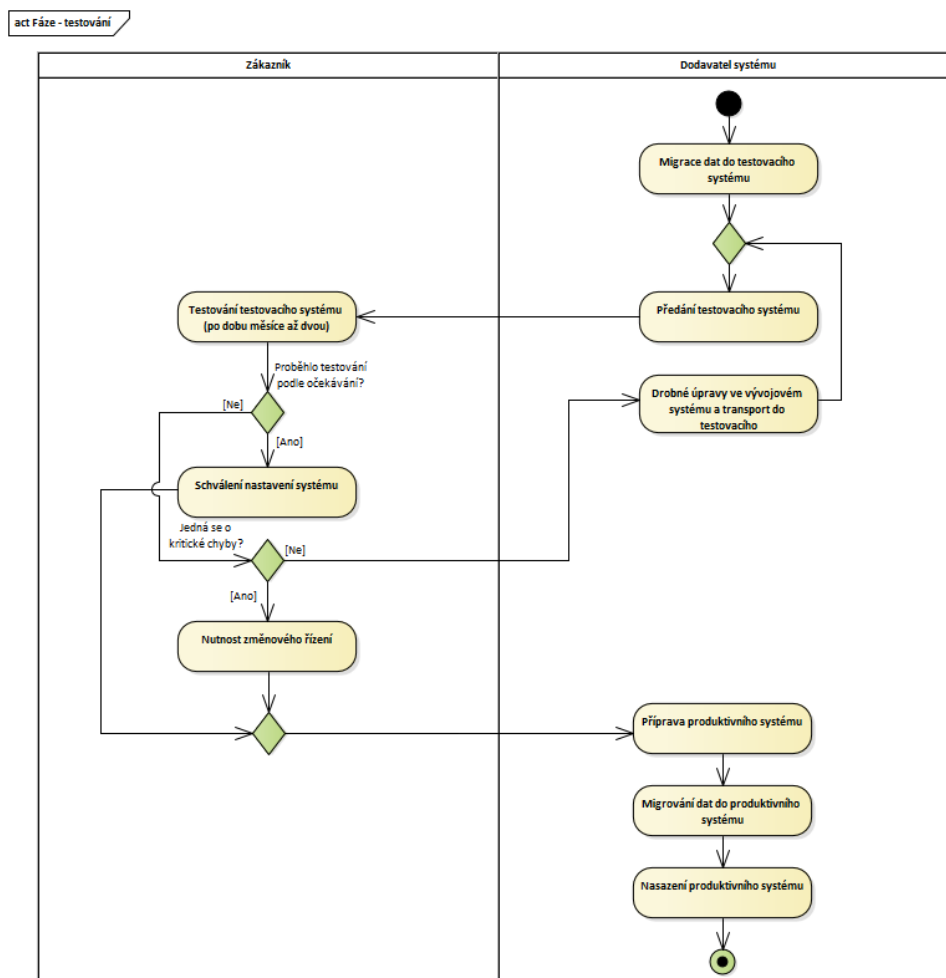 act Fáze - testování
Zákazník
Dodavatel systému
Migrace dat do testovacího
systému
Testování testovacího systému
(po dobu měsíce až dvou)
Předání testovacího systému
Proběhlo testování
podle očekávání?
[Ne]
[Ano]
Drobné úpravy ve vývojovém
systému a transport do
testovacího
Schválení nastavení systému
Jedná se o
kritické chyby?
[Ne]
[Ano]
Nutnost změnového řízení
Příprava produktivního systému
Migrování dat do produktivního
systému
Nasazení produktivního systému